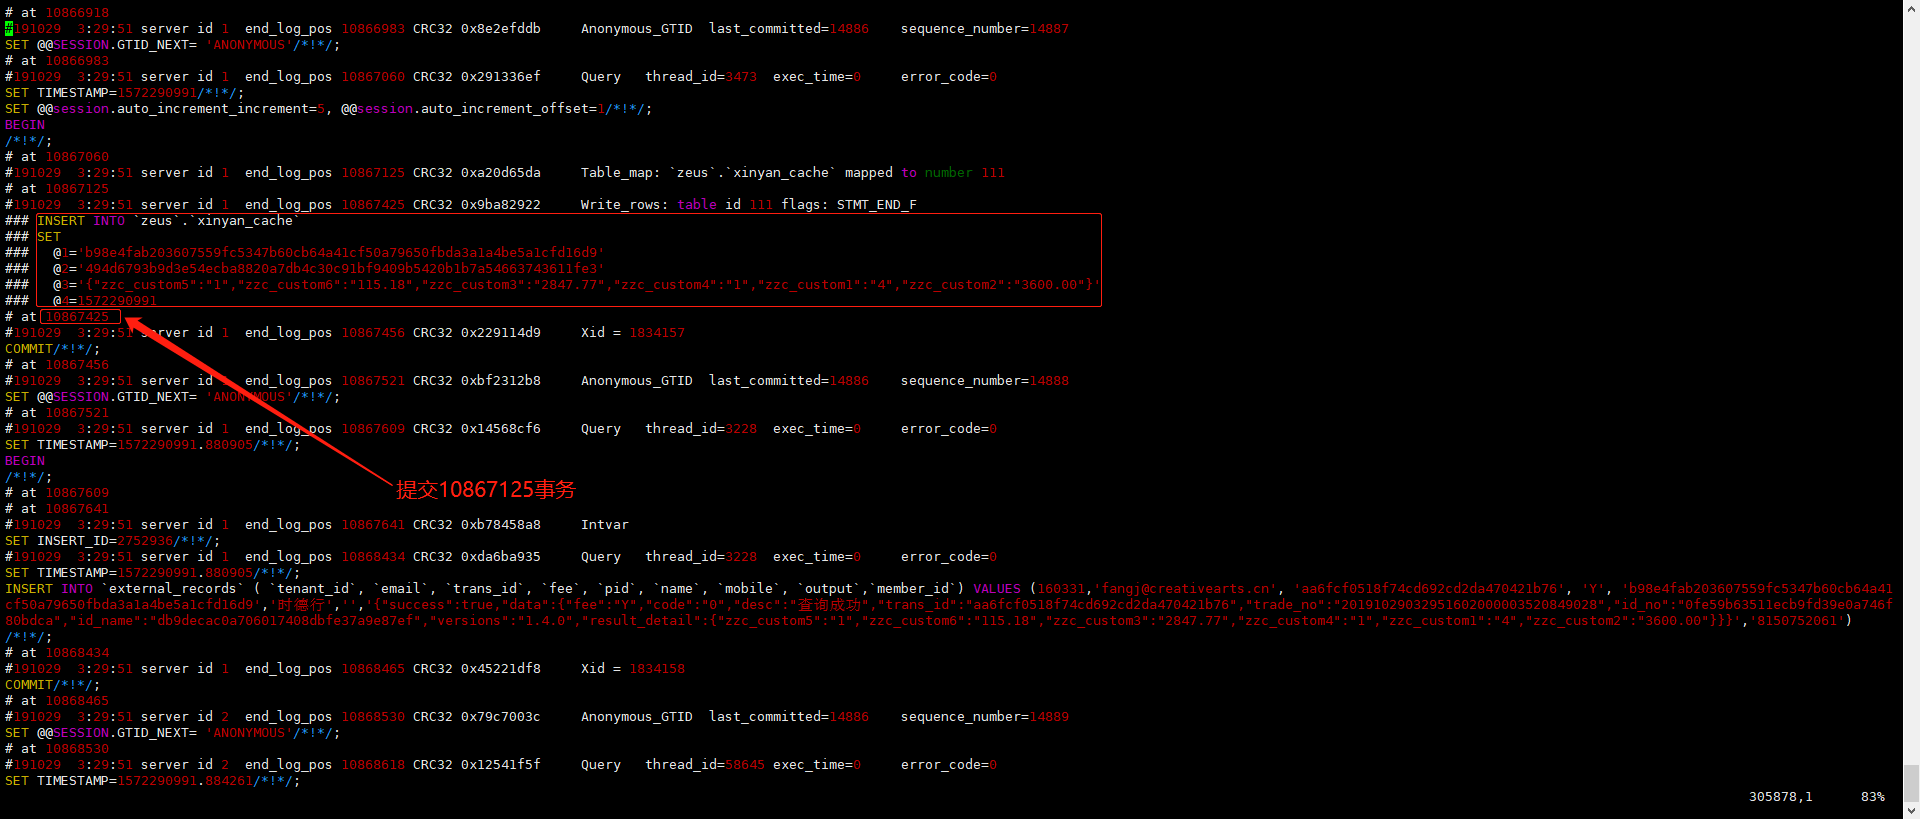 # at 10866918
#191029  3:29:51 server id 1  end_log_pos 10866983 CRC32 0x8e2efddb     Anonymous_GTID  last_committed=14886    sequence_number=14887
SET @@SESSION.GTID_NEXT= 'ANONYMOUS'/*!*/;
# at 10866983
#191029  3:29:51 server id 1  end_log_pos 10867060 CRC32 0x291336ef     Query   thread_id=3473  exec_time=0     error_code=0
SET TIMESTAMP=1572290991/*!*/;
SET @@session.auto_increment_increment=5, @@session.auto_increment_offset=1/*!*/;
BEGIN
/*!*/;
# at 10867060
#191029  3:29:51 server id 1  end_log_pos 10867125 CRC32 0xa20d65da     Table_map: `zeus`.`xinyan_cache` mapped to number 111
# at 10867125
#191029  3:29:51 server id 1  end_log_pos 10867425 CRC32 0x9ba82922     Write_rows: table id 111 flags: STMT_END_F
### INSERT INTO `zeus`.`xinyan_cache`
### SET
###   @1='b98e4fab203607559fc5347b60cb64a41cf50a79650fbda3a1a4be5a1cfd16d9'
###   @2='494d6793b9d3e54ecba8820a7db4c30c91bf9409b5420b1b7a54663743611fe3'
###   @3='{"zzc_custom5":"1","zzc_custom6":"115.18","zzc_custom3":"2847.77","zzc_custom4":"1","zzc_custom1":"4","zzc_custom2":"3600.00"}'
###   @4=1572290991
# at 10867425
#191029  3:29:51 server id 1  end_log_pos 10867456 CRC32 0x229114d9     Xid = 1834157
COMMIT/*!*/;
# at 10867456
#191029  3:29:51 server id 1  end_log_pos 10867521 CRC32 0xbf2312b8     Anonymous_GTID  last_committed=14886    sequence_number=14888
SET @@SESSION.GTID_NEXT= 'ANONYMOUS'/*!*/;
# at 10867521
#191029  3:29:51 server id 1  end_log_pos 10867609 CRC32 0x14568cf6     Query   thread_id=3228  exec_time=0     error_code=0
SET TIMESTAMP=1572290991.880905/*!*/;
BEGIN
/*!*/;
提交10867125事务
# at 10867609
# at 10867641
#191029  3:29:51 server id 1  end_log_pos 10867641 CRC32 0xb78458a8     Intvar
SET INSERT_ID=2752936/*!*/;
#191029  3:29:51 server id 1  end_log_pos 10868434 CRC32 0xda6ba935     Query   thread_id=3228  exec_time=0     error_code=0
SET TIMESTAMP=1572290991.880905/*!*/;
INSERT INTO `external_records` ( `tenant_id`, `email`, `trans_id`, `fee`, `pid`, `name`, `mobile`, `output`,`member_id`) VALUES (160331,'fangj@creativearts.cn', 'aa6fcf0518f74cd692cd2da470421b76', 'Y', 'b98e4fab203607559fc5347b60cb64a41
cf50a79650fbda3a1a4be5a1cfd16d9','时德行','','{"success":true,"data":{"fee":"Y","code":"0","desc":"查询成功","trans_id":"aa6fcf0518f74cd692cd2da470421b76","trade_no":"20191029032951602000003520849028","id_no":"0fe59b63511ecb9fd39e0a746f
80bdca","id_name":"db9decac0a706017408dbfe37a9e87ef","versions":"1.4.0","result_detail":{"zzc_custom5":"1","zzc_custom6":"115.18","zzc_custom3":"2847.77","zzc_custom4":"1","zzc_custom1":"4","zzc_custom2":"3600.00"}}}','8150752061')
/*!*/;
# at 10868434
#191029  3:29:51 server id 1  end_log_pos 10868465 CRC32 0x45221df8     Xid = 1834158
COMMIT/*!*/;
# at 10868465
#191029  3:29:51 server id 2  end_log_pos 10868530 CRC32 0x79c7003c     Anonymous_GTID  last_committed=14886    sequence_number=14889
SET @@SESSION.GTID_NEXT= 'ANONYMOUS'/*!*/;
# at 10868530
#191029  3:29:51 server id 2  end_log_pos 10868618 CRC32 0x12541f5f     Query   thread_id=58645 exec_time=0     error_code=0
SET TIMESTAMP=1572290991.884261/*!*/;
305878,1      83%